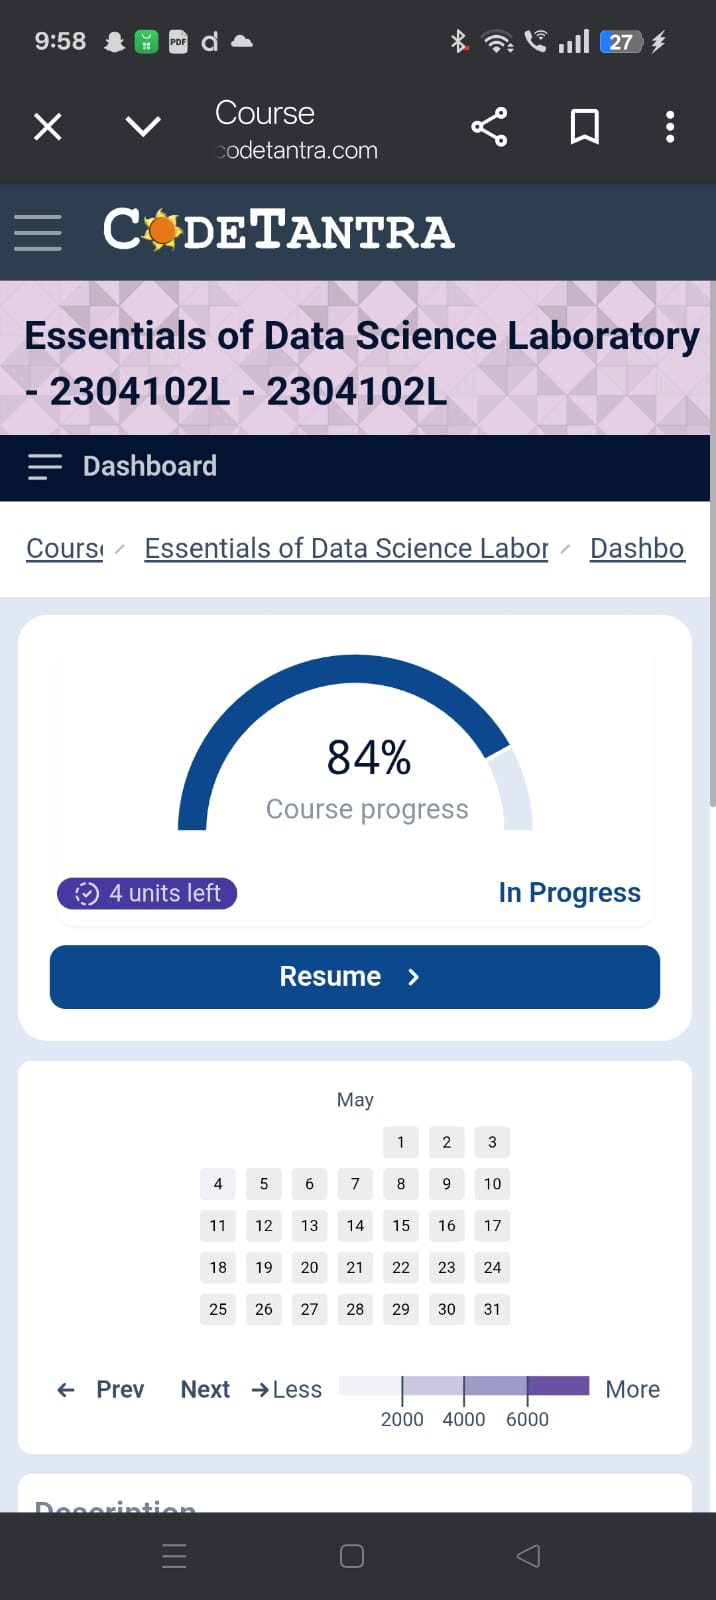 9:58 PDF d 27
Course
codetantra.com
CODETANTRA
Essentials of Data Science Laboratory
- 2304102L - 2304102L
Dashboard
Cours / Essentials of Data Science Labor / Dashbo
84%
Course progress
4 units left In Progress
Resume >
May
1 2 3
4 5 6 7 8 9 10
11 12 13 14 15 16 17
18 19 20 21 22 23 24
25 26 27 28 29 30 31
← Prev Next → Less More
2000 4000 6000
Description